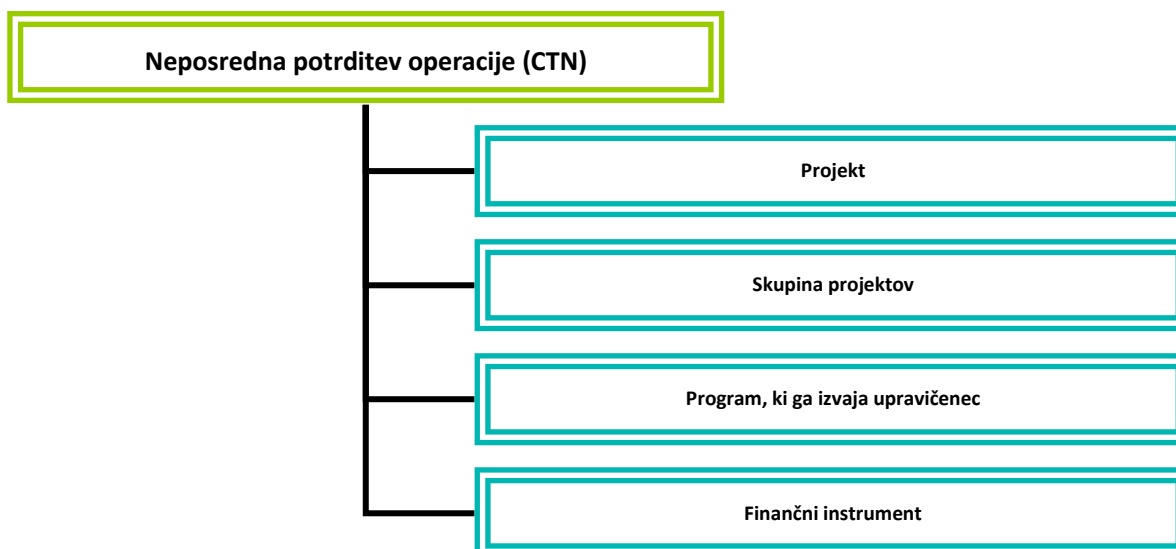 Neposredna potrditev operacije (CTN)
Projekt
Skupina projektov
Program, ki ga izvaja upravičenec
Finančni instrument